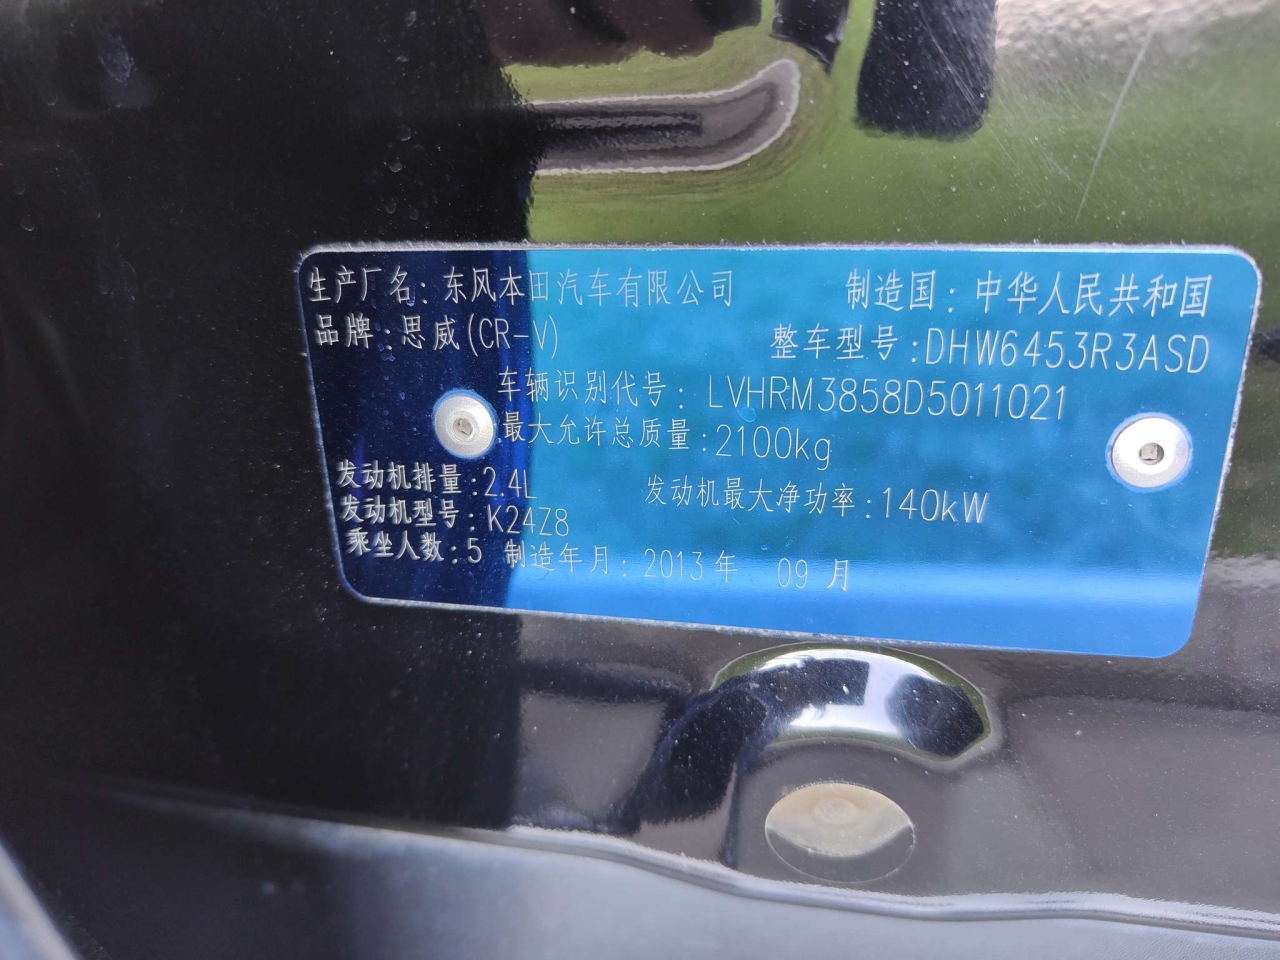 生产厂名：东风本田汽车有限公司 制造国：中华人民共和国
品牌：思威(CR-V) 整车型号：DHW6453R3ASD
车辆识别代号：LVHRM3858D5011021
最大允许总质量：2100kg
发动机排量：2.4L 发动机最大净功率：140kW
发动机型号：K24Z8
乘坐人数：5 制造年月：2013年 09月